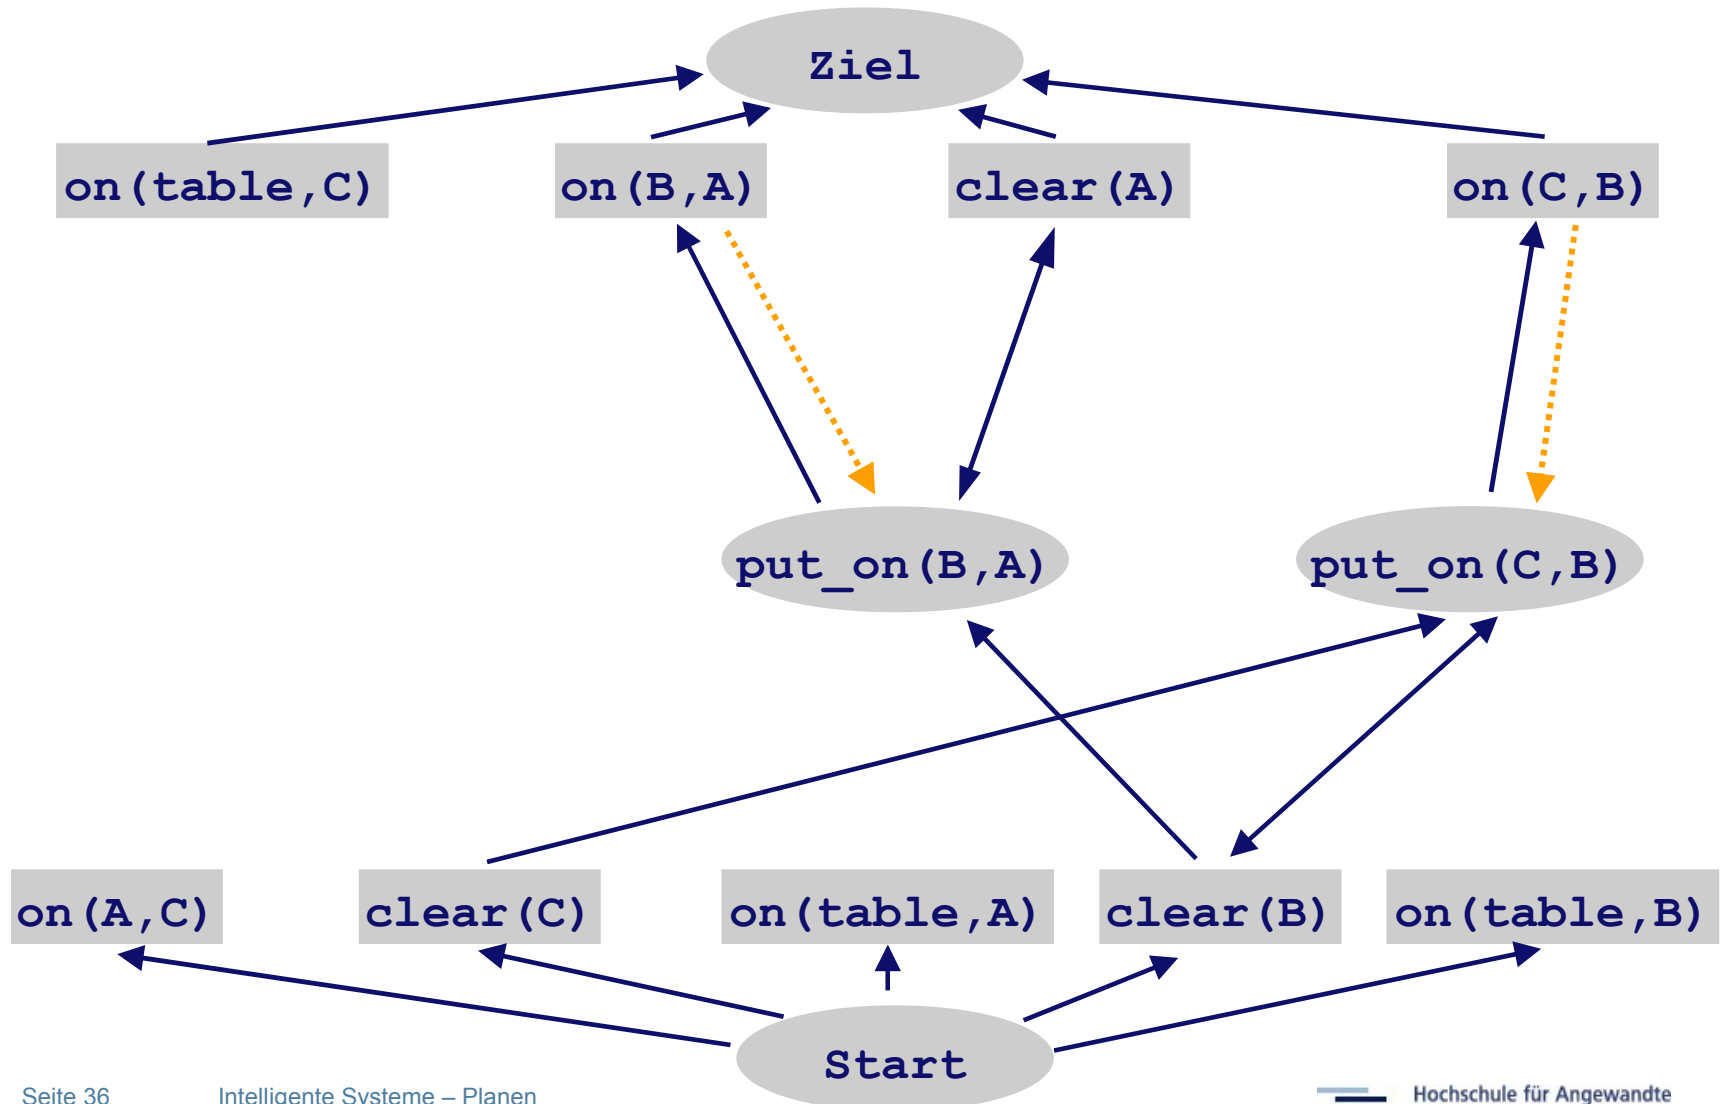 Ziel
on(table,C) on(B,A) clear(A) on(C,B)
put_on(B,A) put_on(C,B)
on(A,C) clear(C) on(table,A) clear(B) on(table,B)
Start
Seite 36 Intelligente Systeme – Planen Hochschule für Angewandte